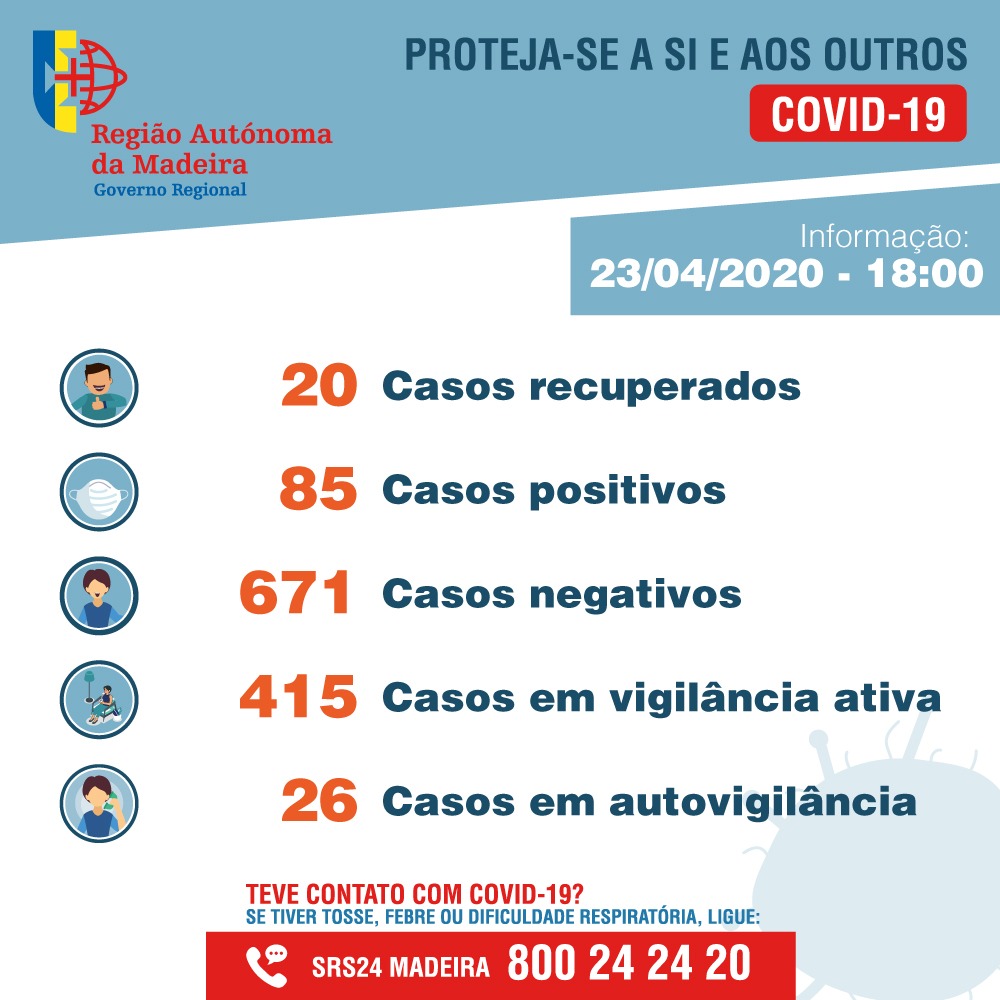 Região Autónoma
da Madeira
Governo Regional
PROTEJA-SE A SI E AOS OUTROS
COVID-19
Informação:
23/04/2020 - 18:00
20 Casos recuperados
85 Casos positivos
671 Casos negativos
415 Casos em vigilância ativa
26 Casos em autovigilância
TEVE CONTATO COM COVID-19?
SE TIVER TOSSE, FEBRE OU DIFICULDADE RESPIRATÓRIA, LIGUE:
SRS24 MADEIRA 800 24 24 20